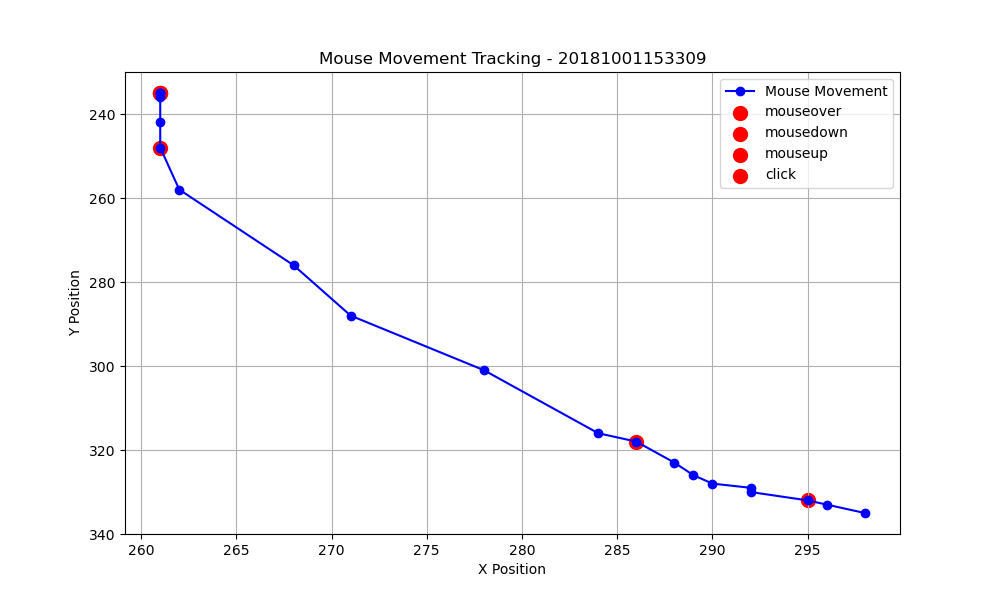 Mouse Movement Tracking - 20181001153309
Mouse Movement
mouseover
mousedown
mouseup
click
240
260
280
300
320
340
Y Position
260
265
270
275
280
285
290
295
X Position